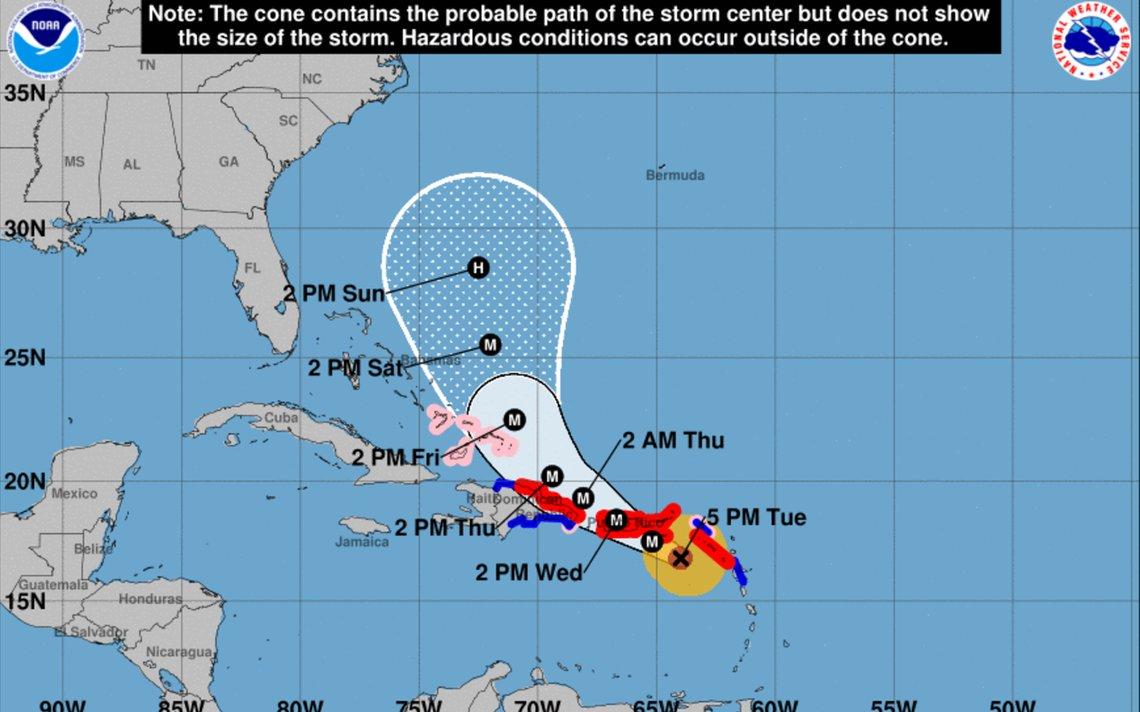 Note: The cone contains the probable path of the storm center but does not show
the size of the storm. Hazardous conditions can occur outside of the cone.
NOAA
NATIONAL WEATHER SERVICE
TN
NC
35N
SC
MS
AL
GA
Bermuda
30N
H
FL
2 PM Sun
M
25N
Bahamas
2 PM Sat
M
Cuba
2 AM Thu
2 PM Fri
M
20N
Mexico
M
Haiti
Dominican
2 PM Thu
M
5 PM Tue
Jamaica
M
Belize
2 PM Wed
Guatemala
15N
Honduras
El Salvador
Nicaragua
90W
85W
80W
75W
70W
65W
60W
55W
50W